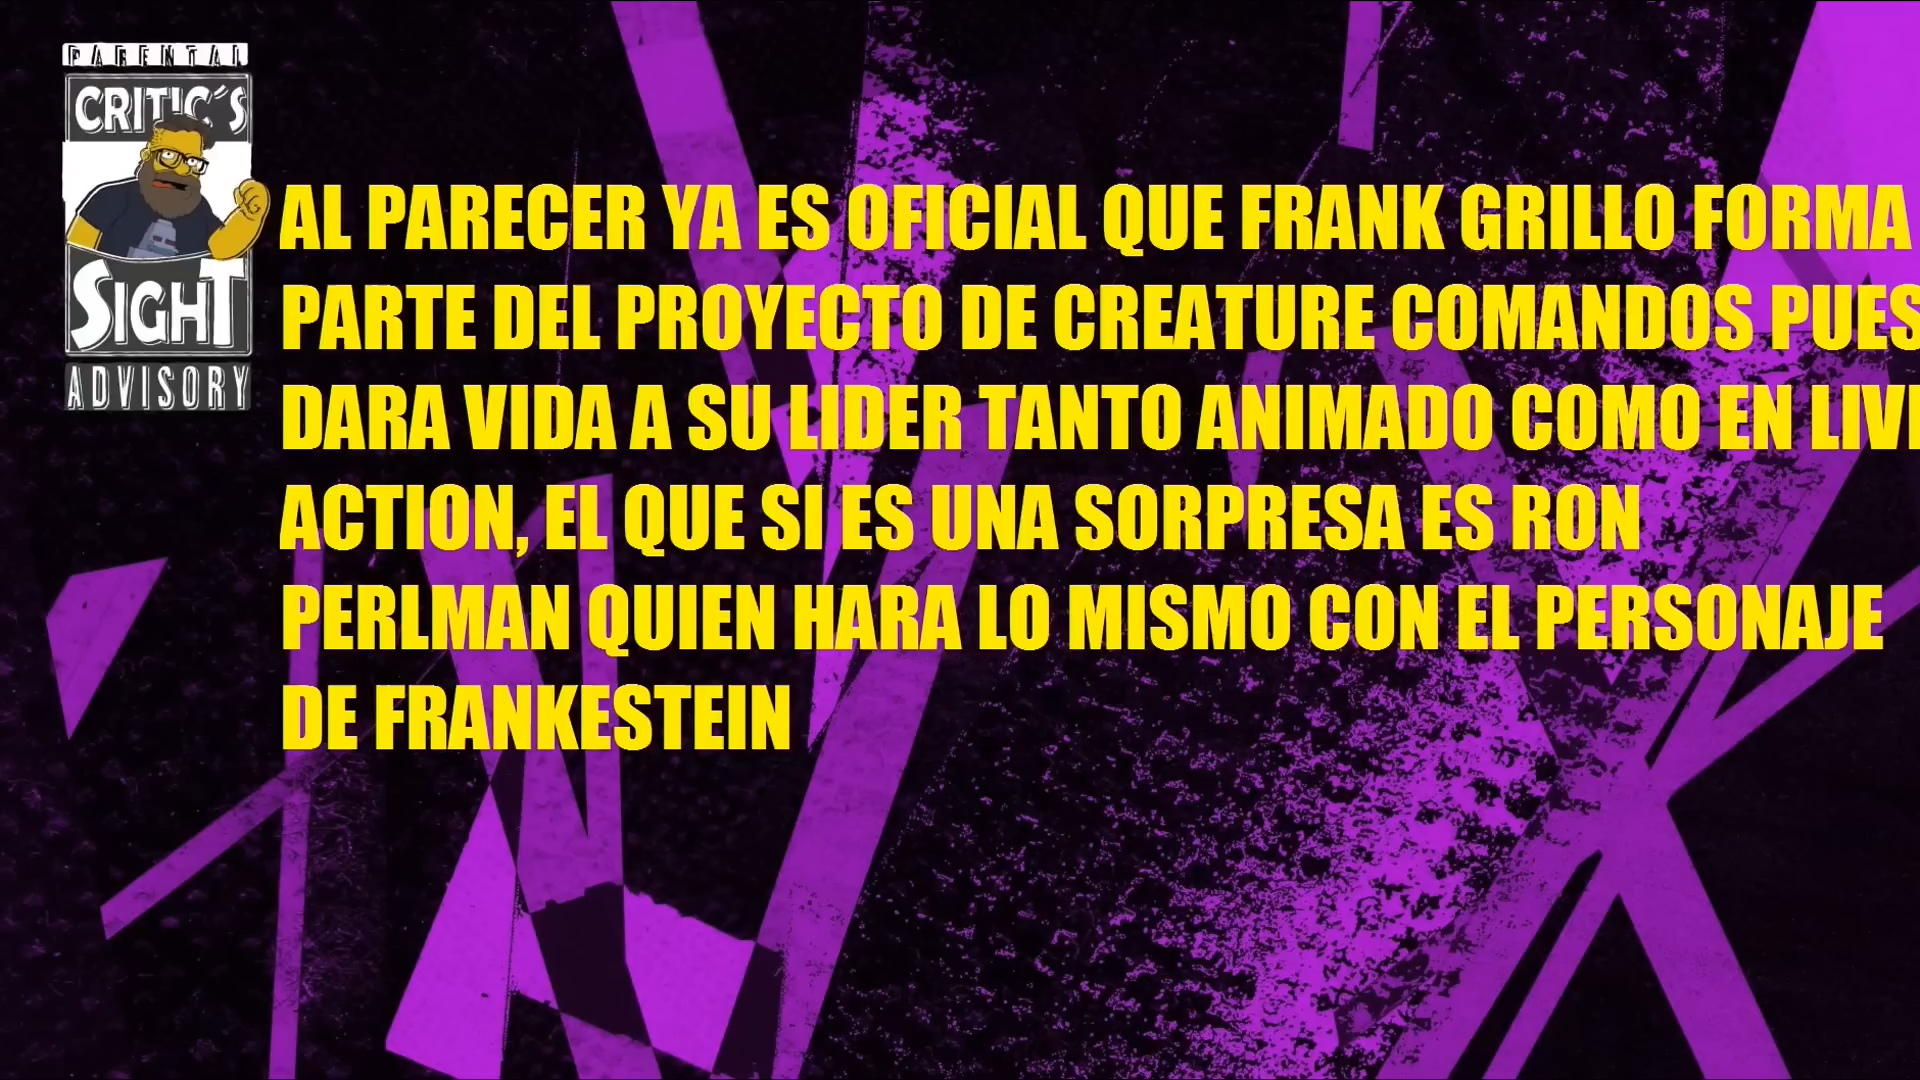 PARENTAL
CRITIC´S
SIGHT
ADVISORY
AL PARECER YA ES OFICIAL QUE FRANK GRILLO FORMA
PARTE DEL PROYECTO DE CREATURE COMANDOS PUES
DARA VIDA A SU LIDER TANTO ANIMADO COMO EN LIVE
ACTION, EL QUE SI ES UNA SORPRESA ES RON
PERLMAN QUIEN HARA LO MISMO CON EL PERSONAJE
DE FRANKESTEIN